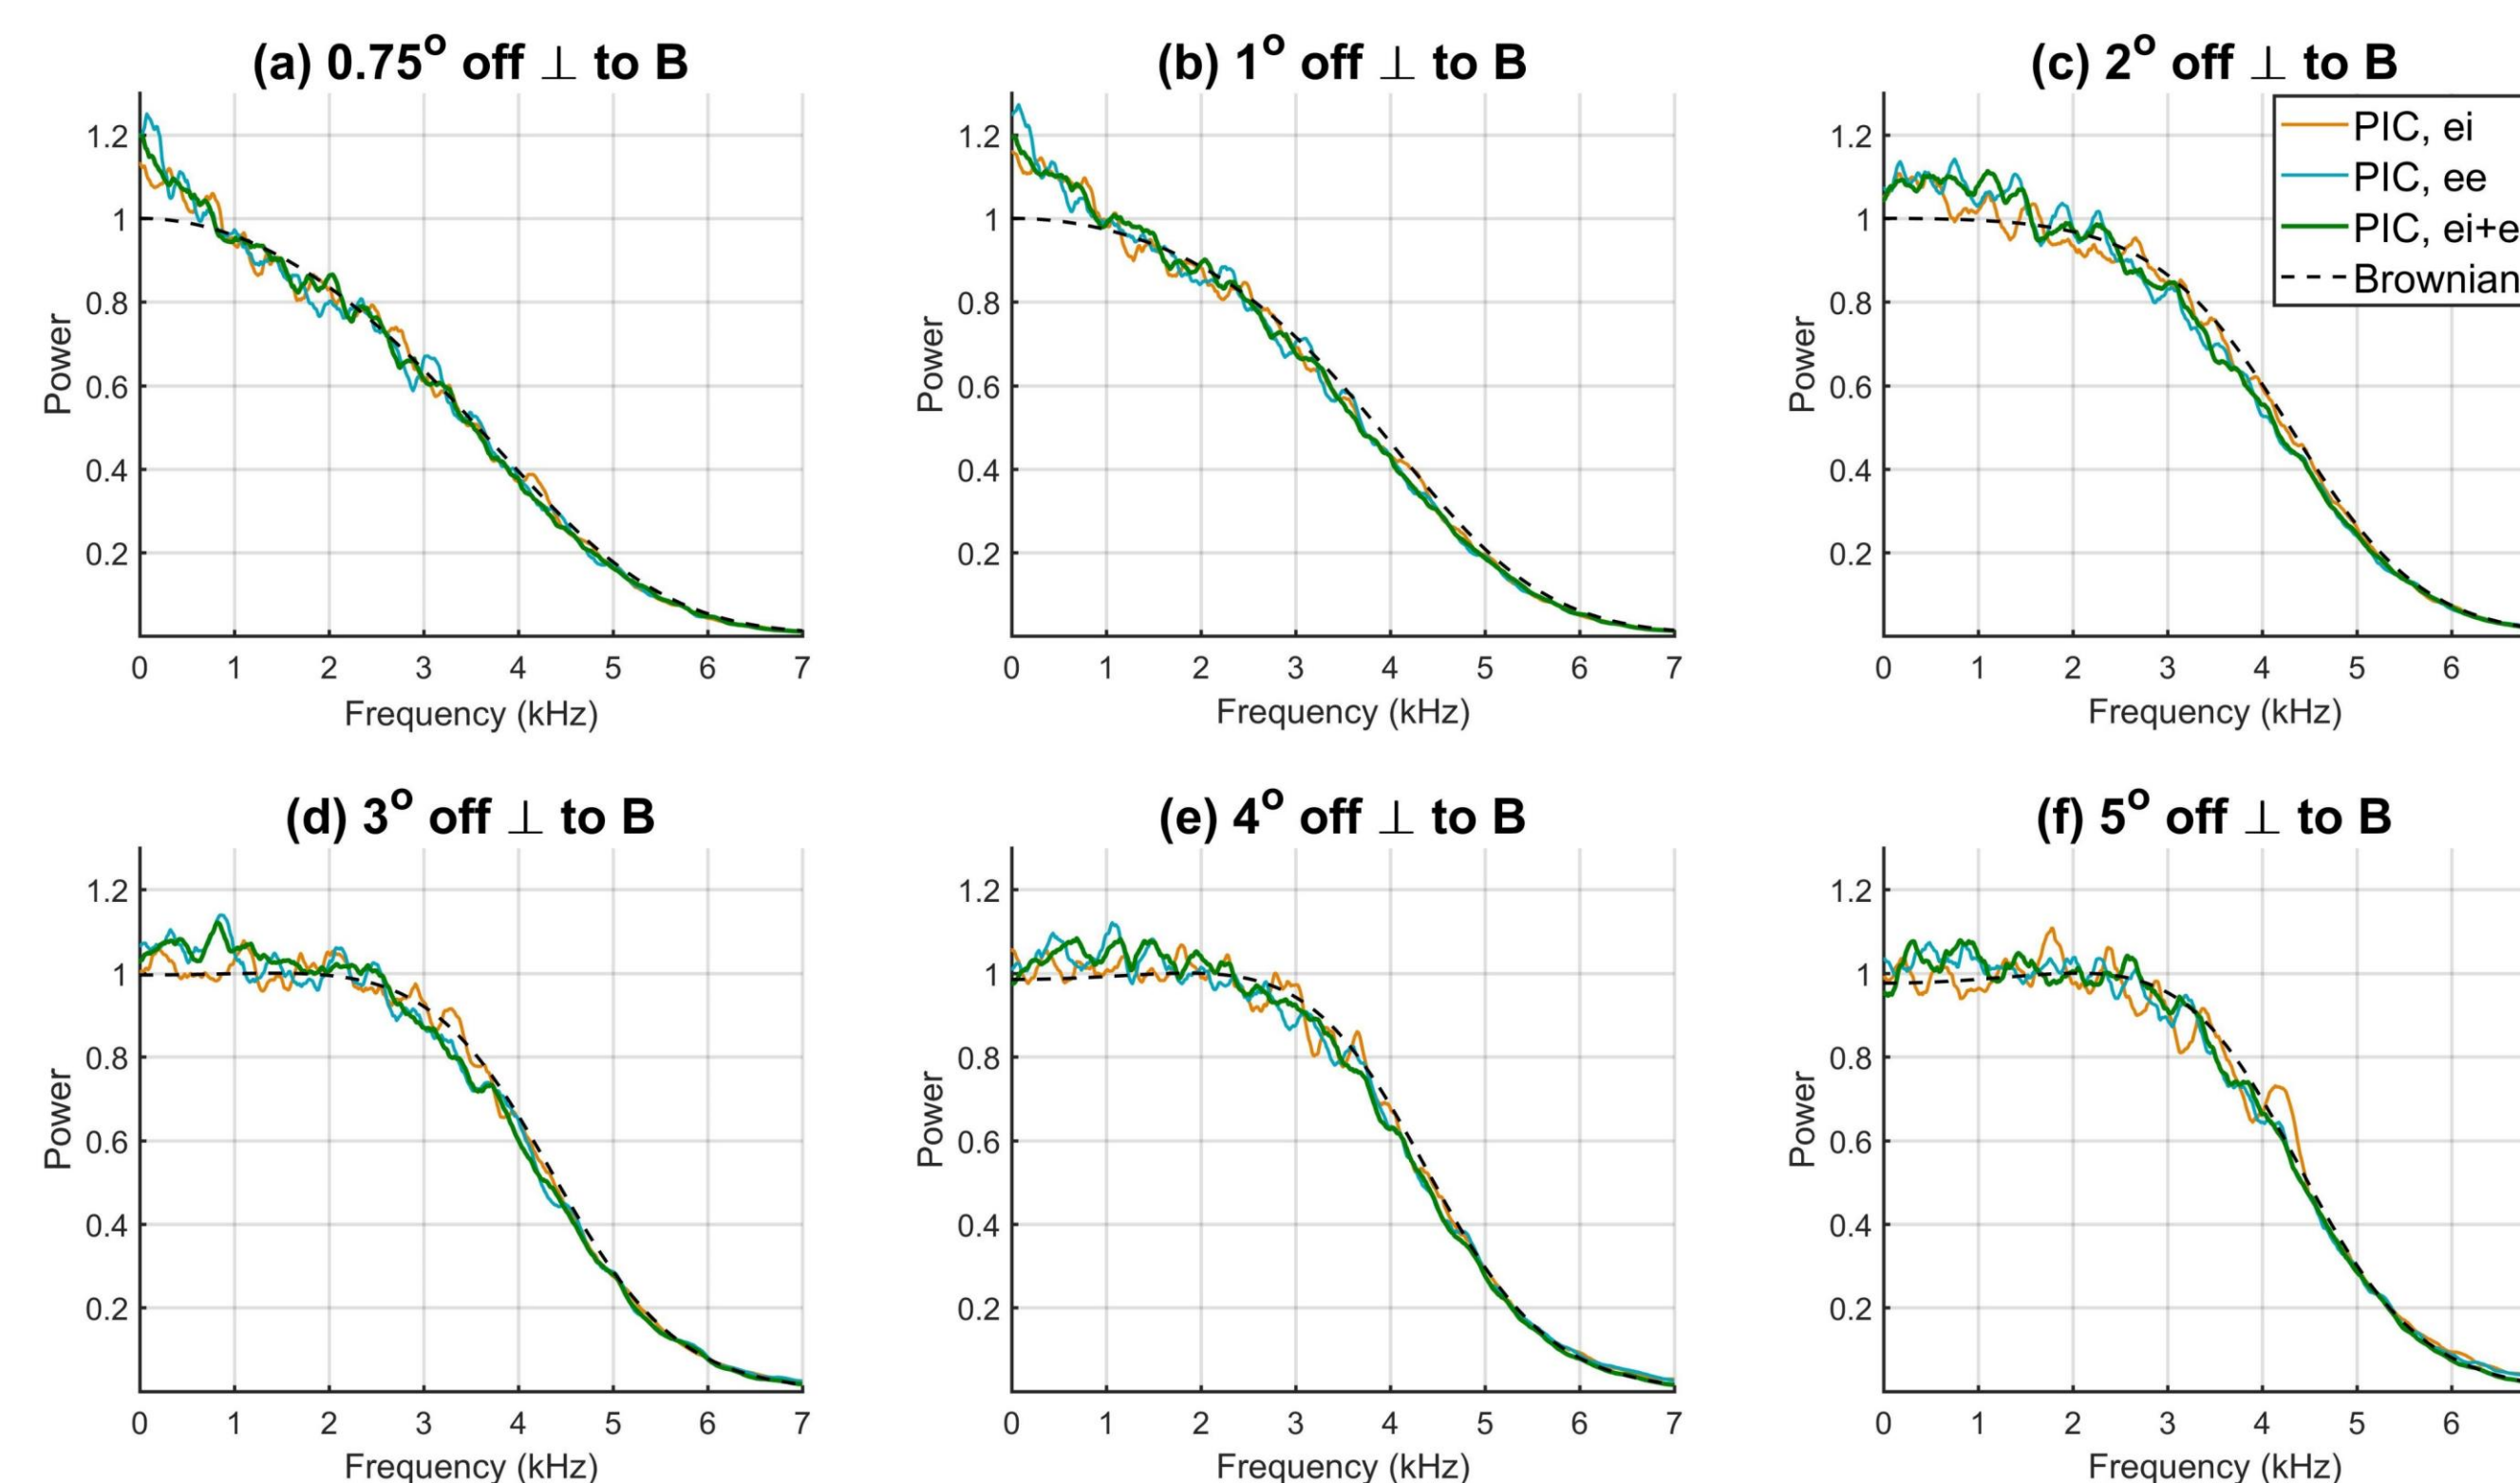 (a) 0.75° off ⊥ to B
1.2
1
0.8
0.6
0.4
0.2
Power
0 1 2 3 4 5 6 7
Frequency (kHz)
(b) 1° off ⊥ to B
1.2
1
0.8
0.6
0.4
0.2
Power
0 1 2 3 4 5 6 7
Frequency (kHz)
(c) 2° off ⊥ to B
PIC, ei
PIC, ee
PIC, ei+e
Brownian
1.2
1
0.8
0.6
0.4
0.2
Power
0 1 2 3 4 5 6
Frequency (kHz)
(d) 3° off ⊥ to B
1.2
1
0.8
0.6
0.4
0.2
Power
0 1 2 3 4 5 6 7
Frequency (kHz)
(e) 4° off ⊥ to B
1.2
1
0.8
0.6
0.4
0.2
Power
0 1 2 3 4 5 6 7
Frequency (kHz)
(f) 5° off ⊥ to B
1.2
1
0.8
0.6
0.4
0.2
Power
0 1 2 3 4 5 6
Frequency (kHz)